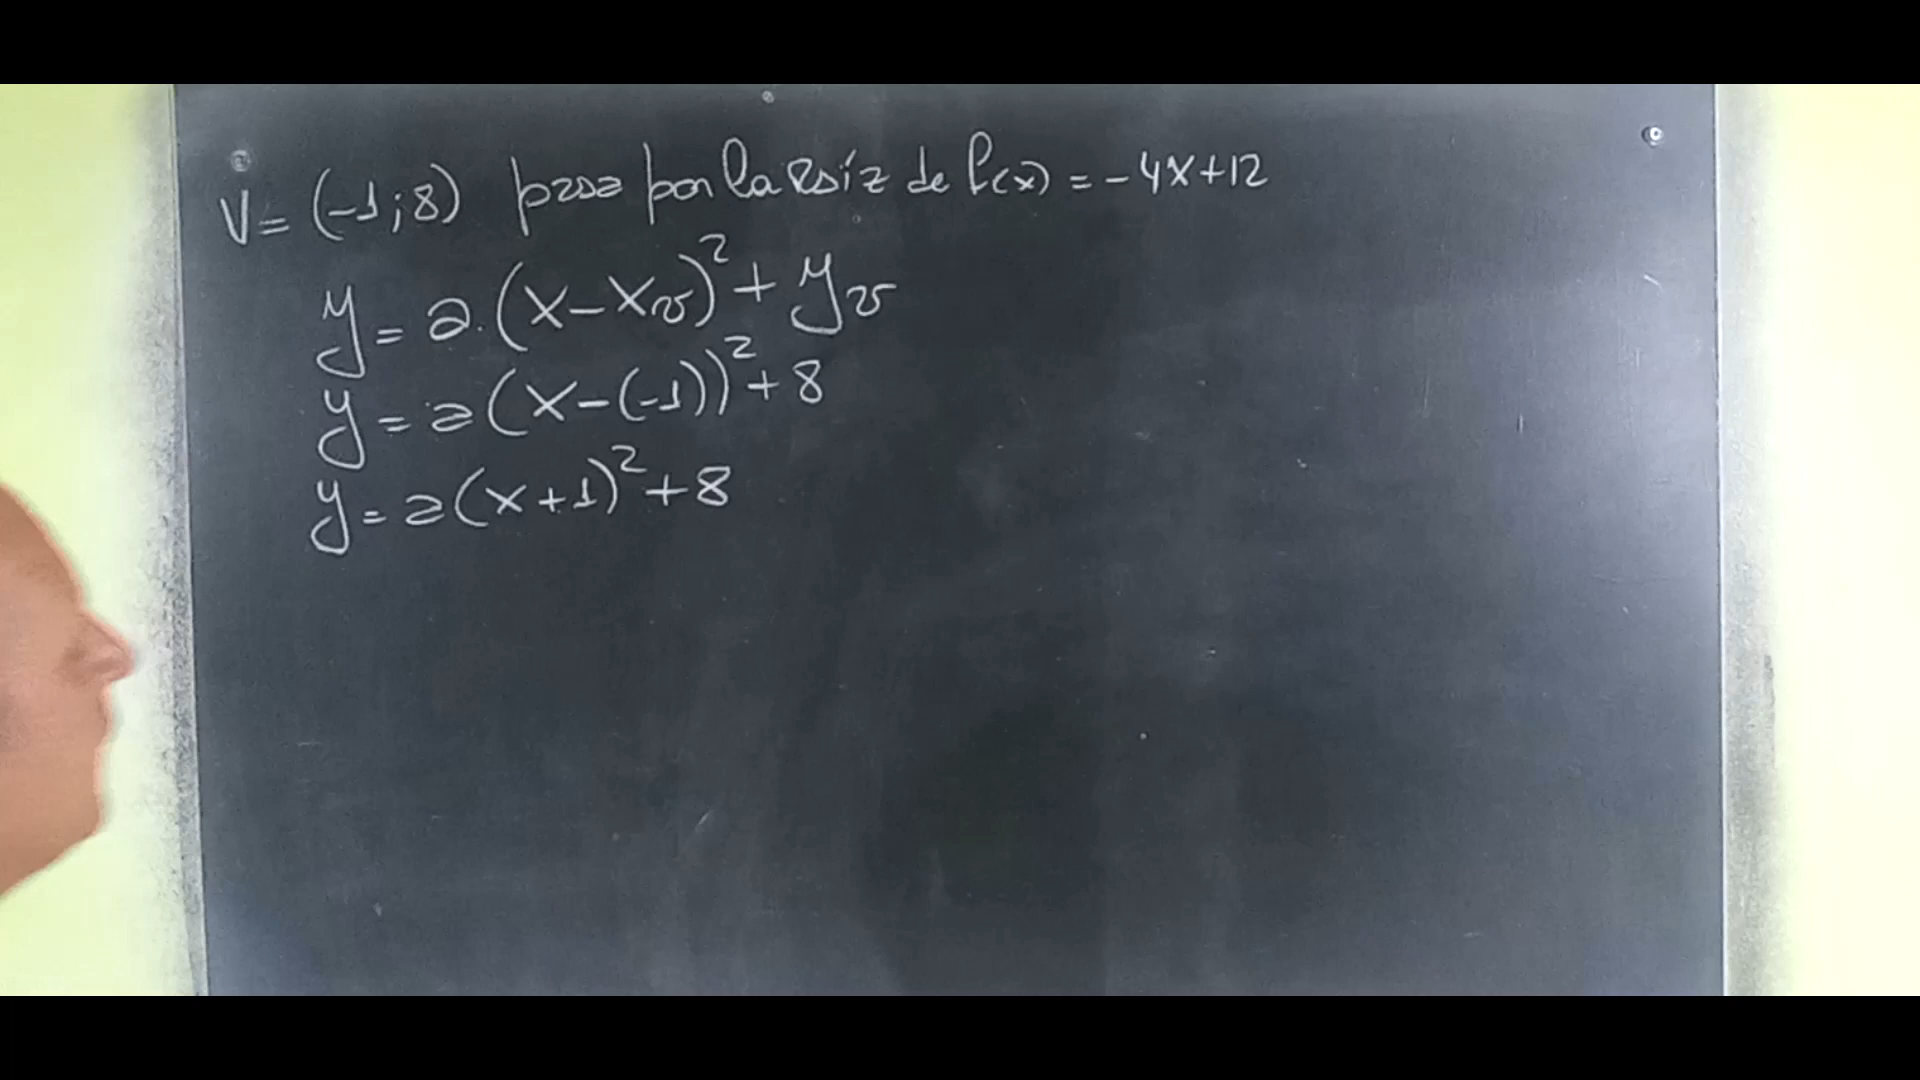 V = (-1; 8) pasa por la Raíz de f(x) = -4x+12
y = a.(x-xv)² + yv
y = a(x-(-1))² + 8
y = a(x+1)² + 8